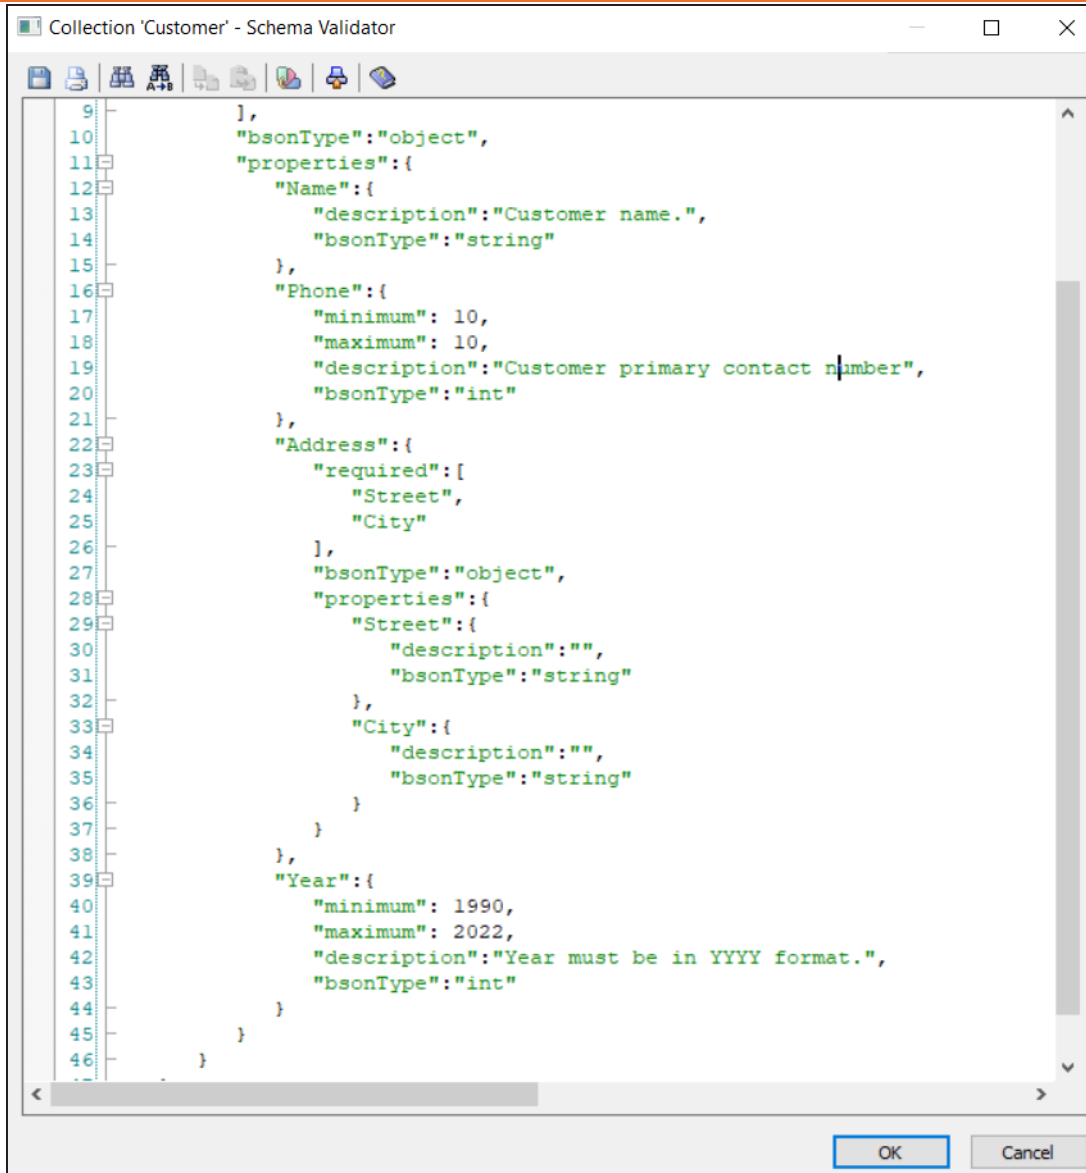 Collection 'Customer' - Schema Validator
A→B
9 ],
10 "bsonType":"object",
11 "properties":{
12 "Name":{
13 "description":"Customer name.",
14 "bsonType":"string"
15 },
16 "Phone":{
17 "minimum": 10,
18 "maximum": 10,
19 "description":"Customer primary contact number",
20 "bsonType":"int"
21 },
22 "Address":{
23 "required":[
24 "Street",
25 "City"
26 ],
27 "bsonType":"object",
28 "properties":{
29 "Street":{
30 "description":"",
31 "bsonType":"string"
32 },
33 "City":{
34 "description":"",
35 "bsonType":"string"
36 }
37 }
38 },
39 "Year":{
40 "minimum": 1990,
41 "maximum": 2022,
42 "description":"Year must be in YYYY format.",
43 "bsonType":"int"
44 }
45 }
46 }
OK Cancel